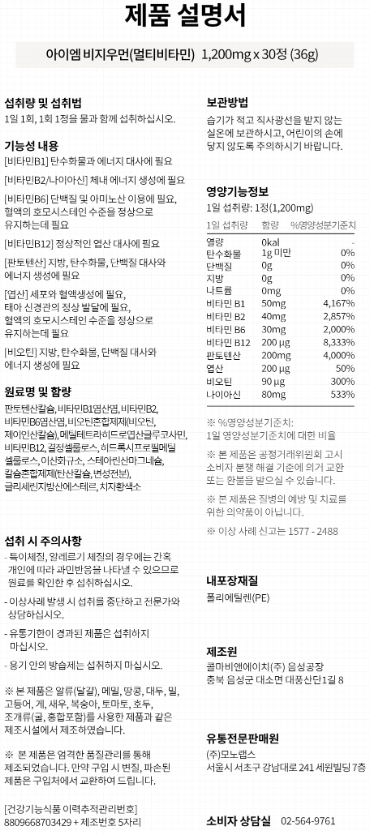 제품 설명서
아이엠 비지우먼(멀티비타민) 1,200mg x 30정 (36g)
섭취량 및 섭취법
1일 1회, 1회 1정을 물과 함께 섭취하십시오.
기능성 내용
[비타민B1] 탄수화물과 에너지 대사에 필요
[비타민B2/나이아신] 체내 에너지 생성에 필요
[비타민B6] 단백질 및 아미노산 이용에 필요,
혈액의 호모시스테인 수준을 정상으로
유지하는데 필요
[비타민B12] 정상적인 엽산 대사에 필요
[판토텐산] 지방, 탄수화물, 단백질 대사와
에너지 생성에 필요
[엽산] 세포와 혈액생성에 필요,
태아 신경관의 정상 발달에 필요,
혈액의 호모시스테인 수준을 정상으로
유지하는데 필요
[비오틴] 지방, 탄수화물, 단백질 대사와
에너지 생성에 필요
원료명 및 함량
판토텐산칼슘, 비타민B1염산염, 비타민B2,
비타민B6염산염, 비오틴혼합제제(비오틴,
제이인산칼슘), 메틸테트라히드로엽산글루코사민,
비타민B12, 결정셀룰로스, 히드록시프로필메틸
셀룰로스, 이산화규소, 스테아린산마그네슘,
칼슘혼합제제(탄산칼슘, 변성전분),
글리세린지방산에스테르, 치자황색소
섭취 시 주의사항
- 특이체질, 알레르기 체질의 경우에는 간혹
개인에 따라 과민반응을 나타낼 수 있으므로
원료를 확인한 후 섭취하십시오.
- 이상사례 발생 시 섭취를 중단하고 전문가와
상담하십시오.
- 유통기한이 경과된 제품은 섭취하지
마십시오.
- 용기 안의 방습제는 섭취하지 마십시오.
※ 본 제품은 알류(달걀), 메밀, 땅콩, 대두, 밀,
고등어, 게, 새우, 복숭아, 토마토, 호두,
조개류(굴, 홍합포함)를 사용한 제품과 같은
제조시설에서 제조하였습니다.
※ 본 제품은 엄격한 품질관리를 통해
제조되었습니다. 만약 구입 시 변질, 파손된
제품은 구입처에서 교환하여 드립니다.
[건강기능식품 이력추적관리번호]
8809668703429 + 제조번호 5자리
보관방법
습기가 적고 직사광선을 받지 않는
실온에 보관하시고, 어린이의 손에
닿지 않도록 주의하시기 바랍니다.
영양기능정보
1일 섭취량: 1정(1,200mg)
1일 섭취량 함량 %영양성분기준치
열량 0kal -
탄수화물 1g 미만 0%
단백질 0g 0%
지방 0g 0%
나트륨 0mg 0%
비타민 B1 50mg 4,167%
비타민 B2 40mg 2,857%
비타민 B6 30mg 2,000%
비타민 B12 200 μg 8,333%
판토텐산 200mg 4,000%
엽산 200 μg 50%
비오틴 90 μg 300%
나이아신 80mg 533%
※ %영양성분기준치:
1일 영양성분기준치에 대한 비율
※ 본 제품은 공정거래위원회 고시
소비자 분쟁 해결 기준에 의거 교환
또는 환불을 받으실 수 있습니다.
※ 본 제품은 질병의 예방 및 치료를
위한 의약품이 아닙니다.
※ 이상 사례 신고는 1577 - 2488
내포장재질
폴리에틸렌(PE)
제조원
콜마비앤에이치(주) 음성공장
충북 음성군 대소면 대풍산단1길 8
유통전문판매원
(주)모노랩스
서울시 서초구 강남대로 241 세원빌딩 7층
소비자 상담실 02-564-9761